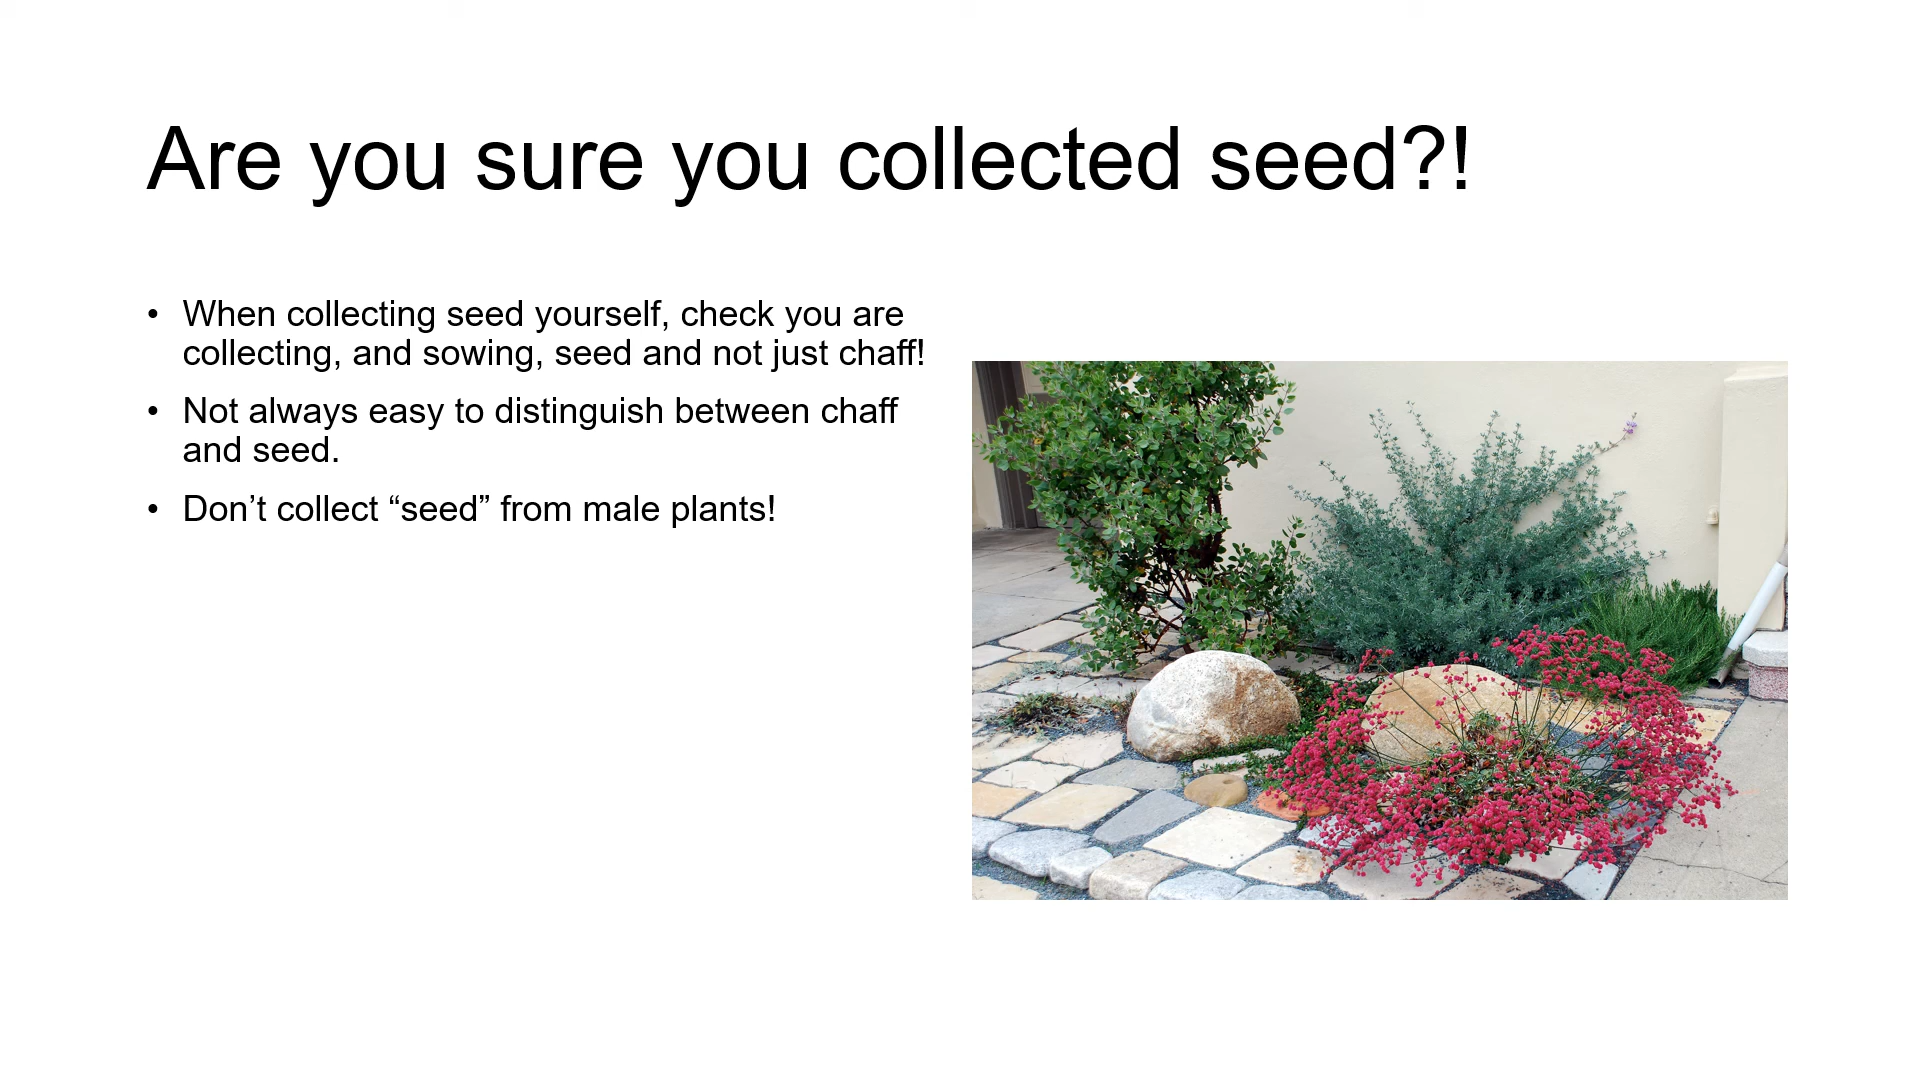 Are you sure you collected seed?!
• When collecting seed yourself, check you are
collecting, and sowing, seed and not just chaff!
• Not always easy to distinguish between chaff
and seed.
• Don’t collect “seed” from male plants!